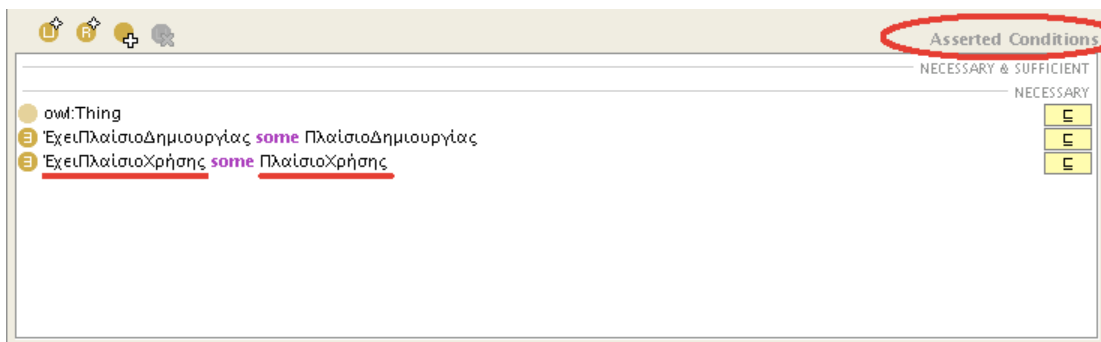 Asserted Conditions
NECESSARY & SUFFICIENT
NECESSARY
owl:Thing
ΈχειΠλαίσιοΔημιουργίας some ΠλαίσιοΔημιουργίας
ΈχειΠλαίσιοΧρήσης some ΠλαίσιοΧρήσης